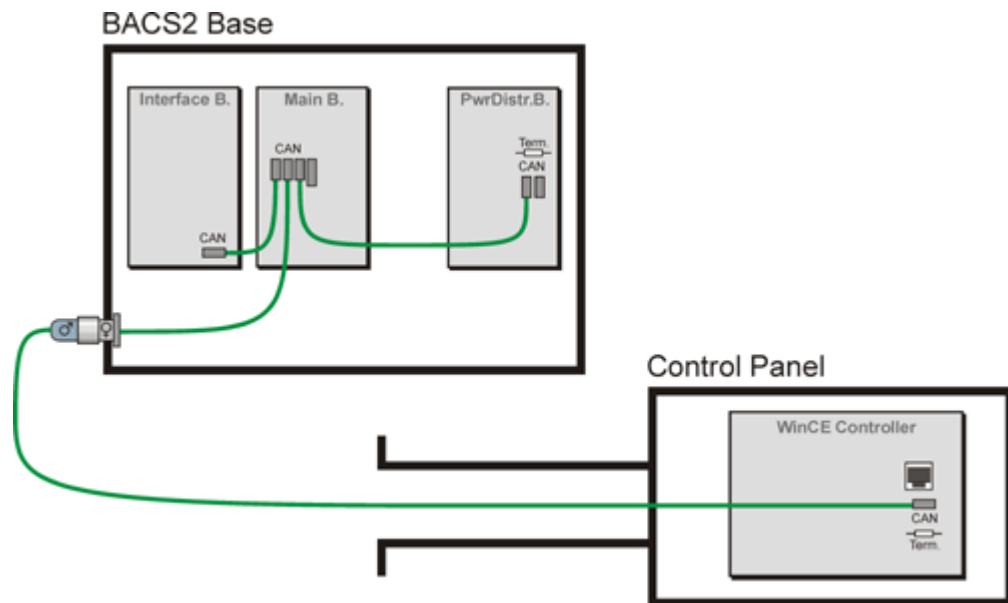 BACS2 Base
Interface B.
Main B.
PwrDistr.B.
Term.
CAN
CAN
CAN
Control Panel
WinCE Controller
CAN
Term.